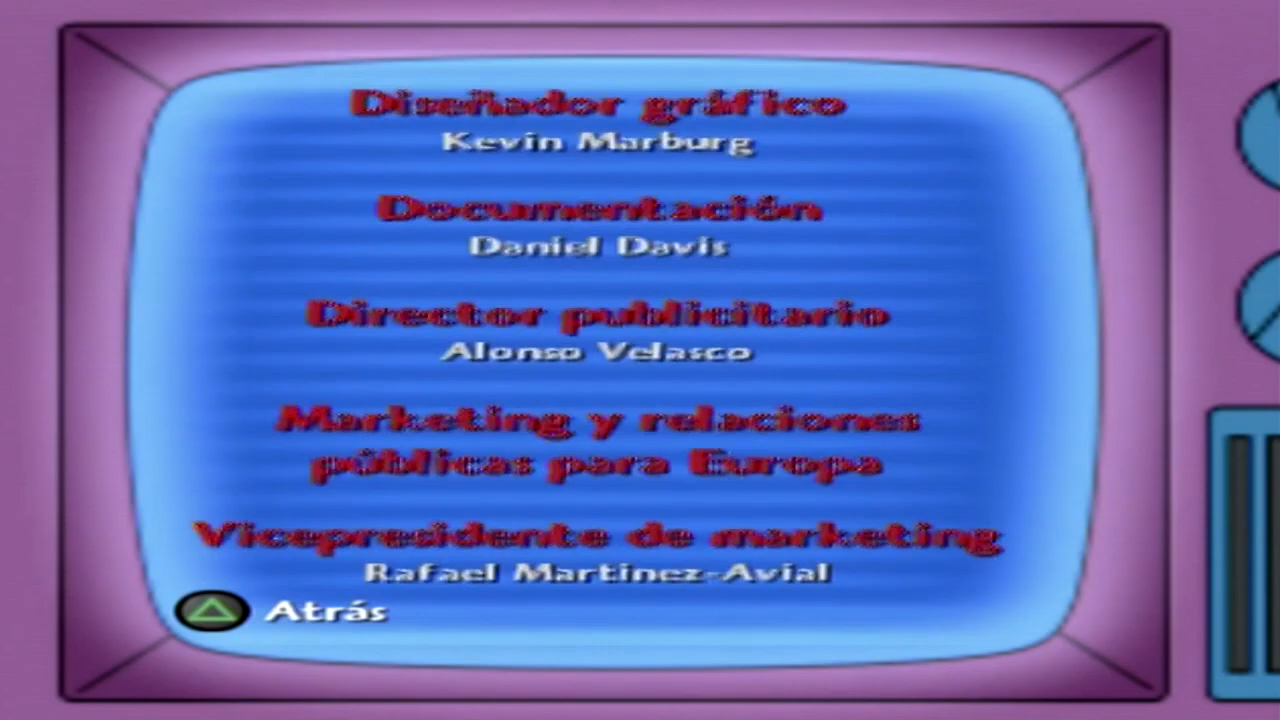 Diseñador gráfico
Kevin Marburg
Documentación
Daniel Davis
Director publicitario
Alonso Velasco
Marketing y relaciones
públicas para Europa
Vicepresidente de marketing
Rafael Martinez-Avial
Atrás